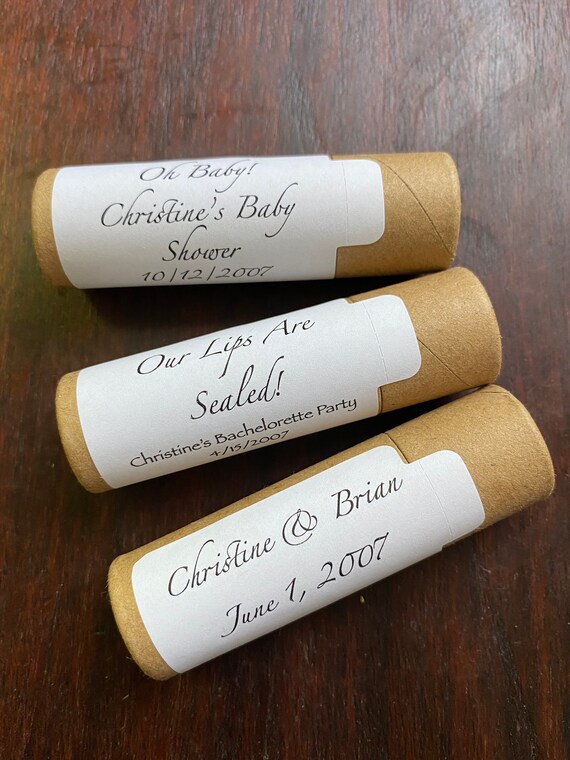 Oh Baby!
Christine's Baby
Shower
10/12/2007
Our Lips Are
Sealed!
Christine's Bachelorette Party
4/15/2007
Christine & Brian
June 1, 2007